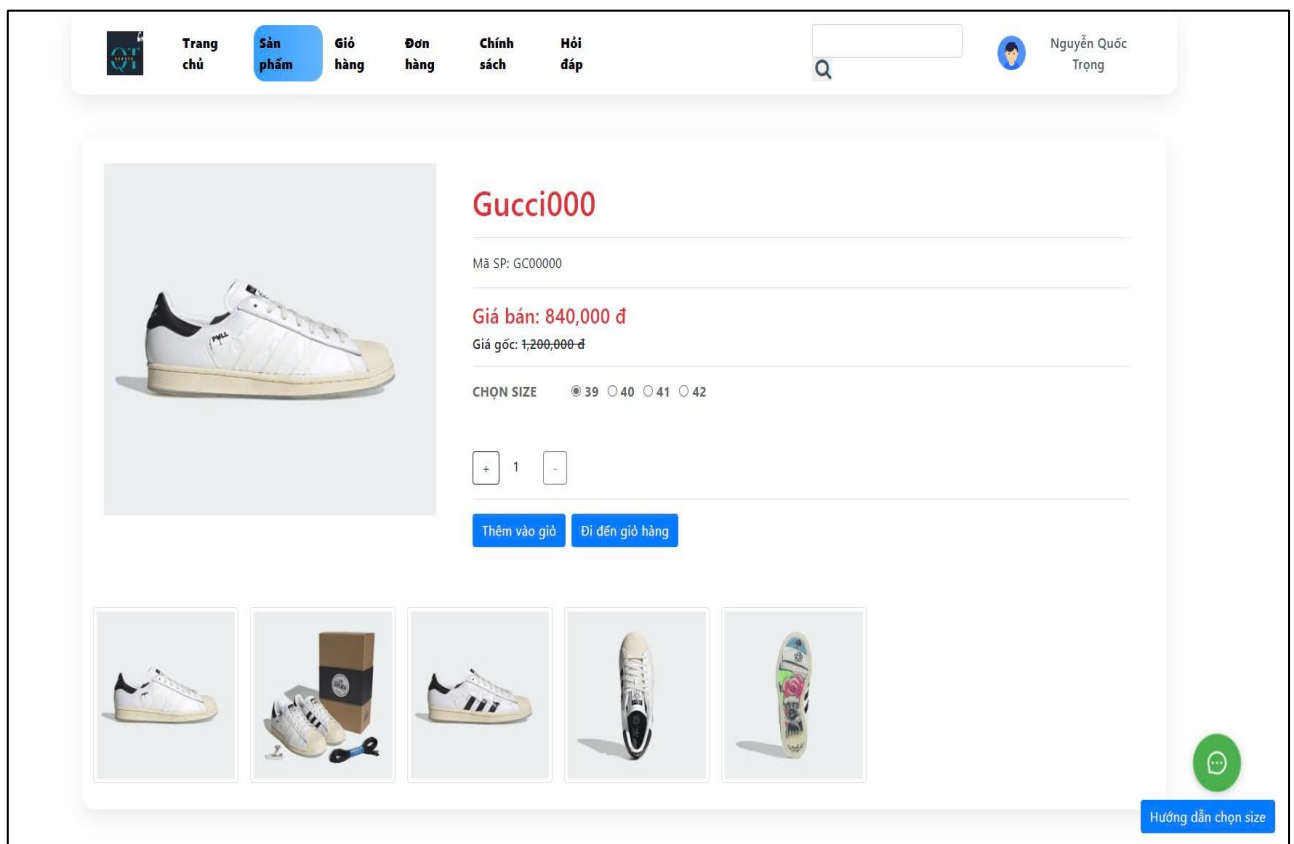 QT
Trang
chủ
Sản
phẩm
Giỏ
hàng
Đơn
hàng
Chính
sách
Hỏi
đáp
Nguyễn Quốc
Trọng
Gucci000
Mã SP: GC00000
Giá bán: 840,000 đ
Giá gốc: 1,200,000 đ
CHỌN SIZE 39 40 41 42
+ 1 -
Thêm vào giỏ Đi đến giỏ hàng
Hướng dẫn chọn size